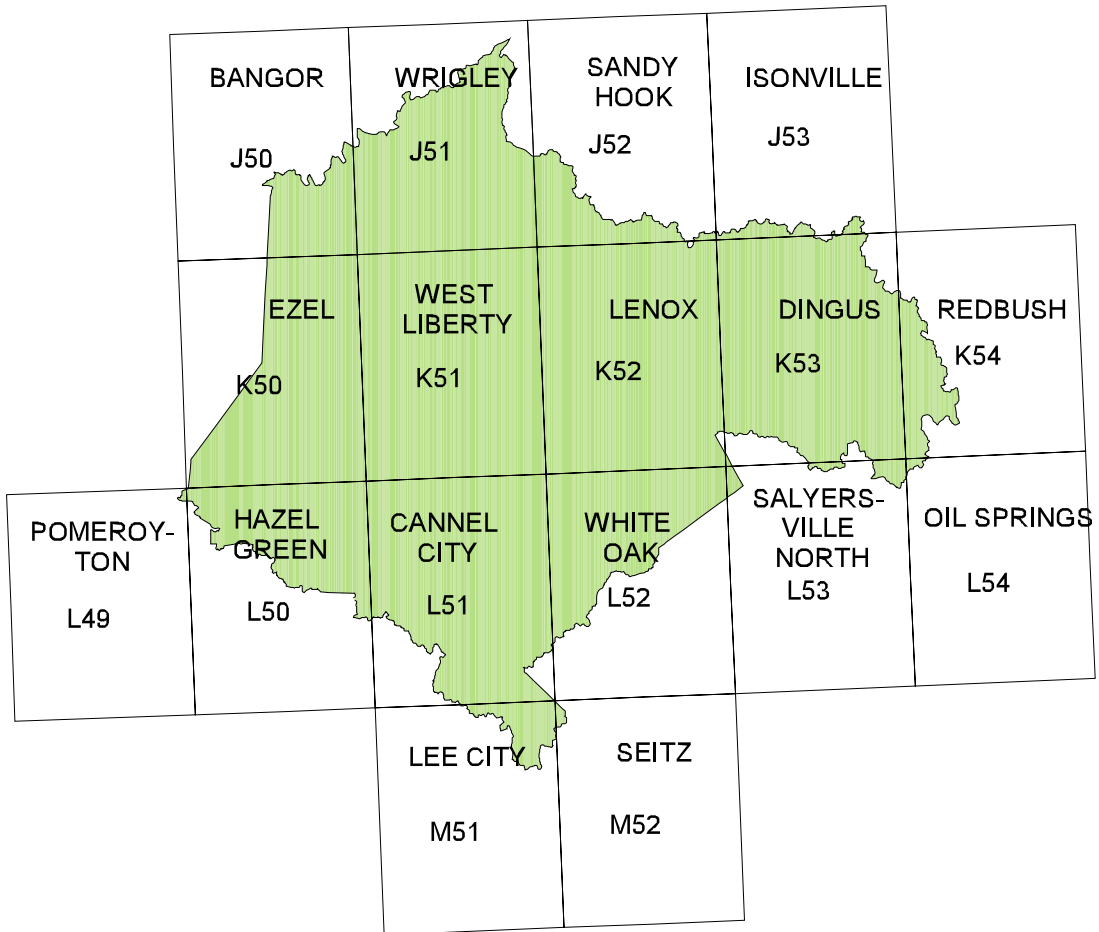 BANGOR
J50
WRIGLEY
J51
SANDY
HOOK
J52
ISONVILLE
J53
EZEL
K50
WEST
LIBERTY
K51
LENOX
K52
DINGUS
K53
REDBUSH
K54
POMEROY-
TON
L49
HAZEL
GREEN
L50
CANNEL
CITY
L51
WHITE
OAK
L52
SALYERS-
VILLE
NORTH
L53
OIL SPRINGS
L54
LEE CITY
M51
SEITZ
M52